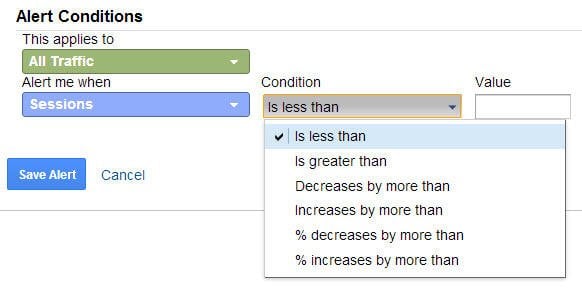 Alert Conditions
This applies to
All Traffic
Alert me when
Condition
Value
Sessions
Is less than
Is less than
Is greater than
Decreases by more than
Increases by more than
% decreases by more than
% increases by more than
Save Alert
Cancel